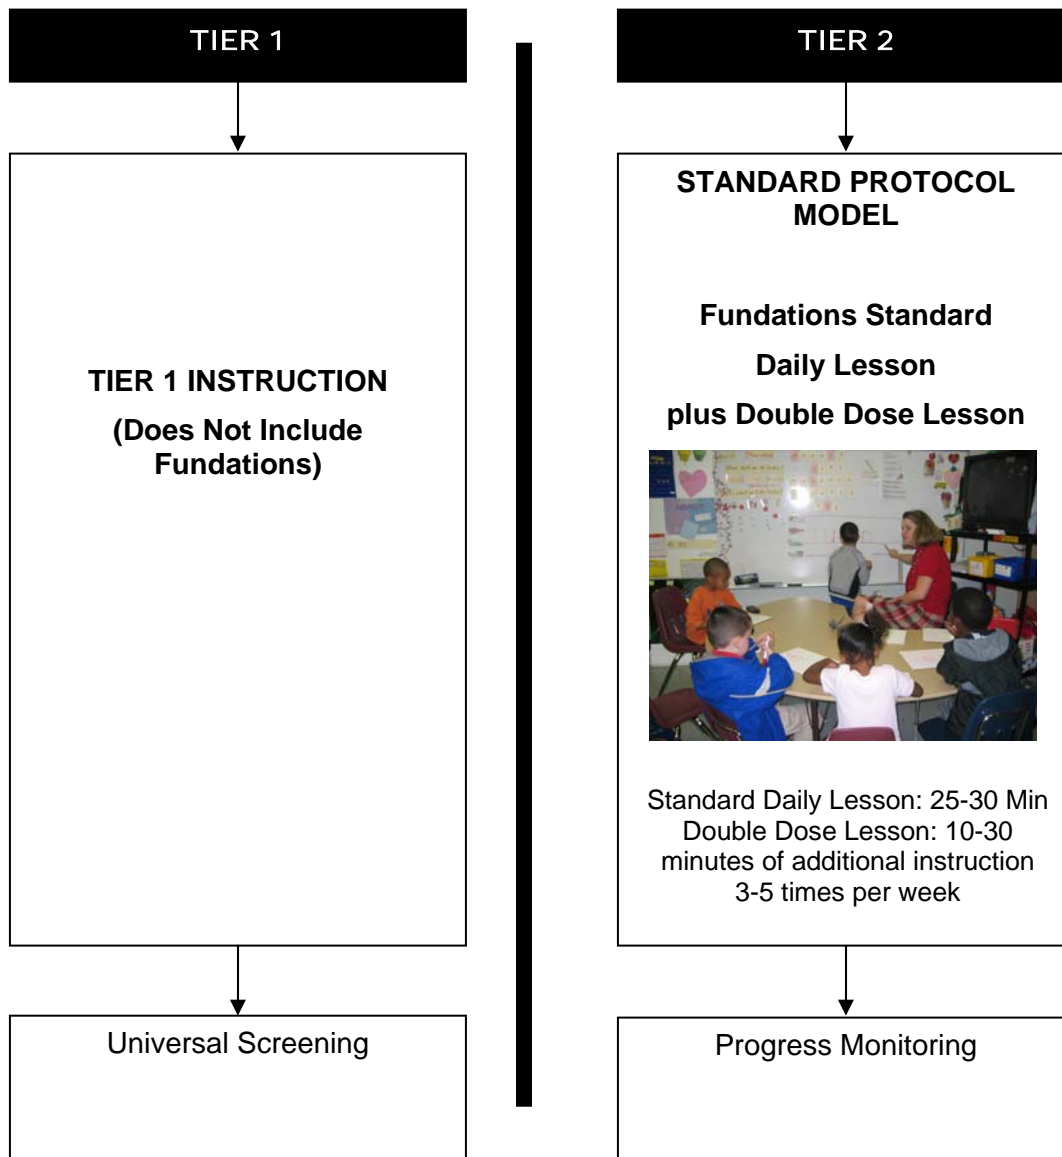 TIER 1
TIER 1 INSTRUCTION
(Does Not Include
Fundations)
Universal Screening
TIER 2
STANDARD PROTOCOL
MODEL
Fundations Standard
Daily Lesson
plus Double Dose Lesson
Standard Daily Lesson: 25-30 Min
Double Dose Lesson: 10-30
minutes of additional instruction
3-5 times per week
Progress Monitoring